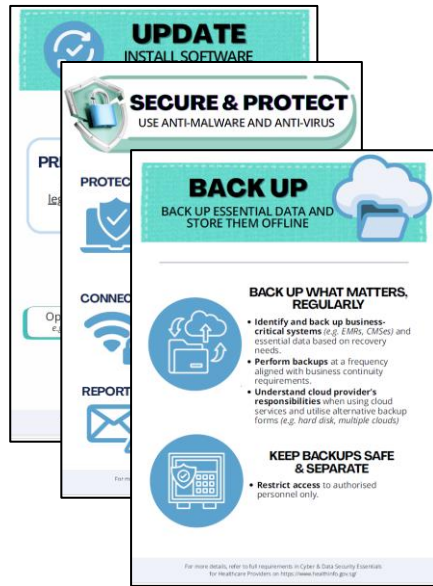 UPDATE
INSTALL SOFTWARE
SECURE & PROTECT
USE ANTI-MALWARE AND ANTI-VIRUS
PROTEC
CONNEC
REPORT
BACK UP
BACK UP ESSENTIAL DATA AND
STORE THEM OFFLINE
BACK UP WHAT MATTERS,
REGULARLY
• Identify and back up business-
critical systems (e.g. EMRs, CMSes) and
essential data based on recovery
needs.
• Perform backups at a frequency
aligned with business continuity
requirements.
• Understand cloud provider's
responsibilities when using cloud
services and utilise alternative backup
forms (e.g. hard disk, multiple clouds)
KEEP BACKUPS SAFE
& SEPARATE
• Restrict access to authorised
personnel only.
For more details, refer to full requirements in Cyber & Data Security Essentials
for Healthcare Providers on https://www.healthinfo.gov.sg/